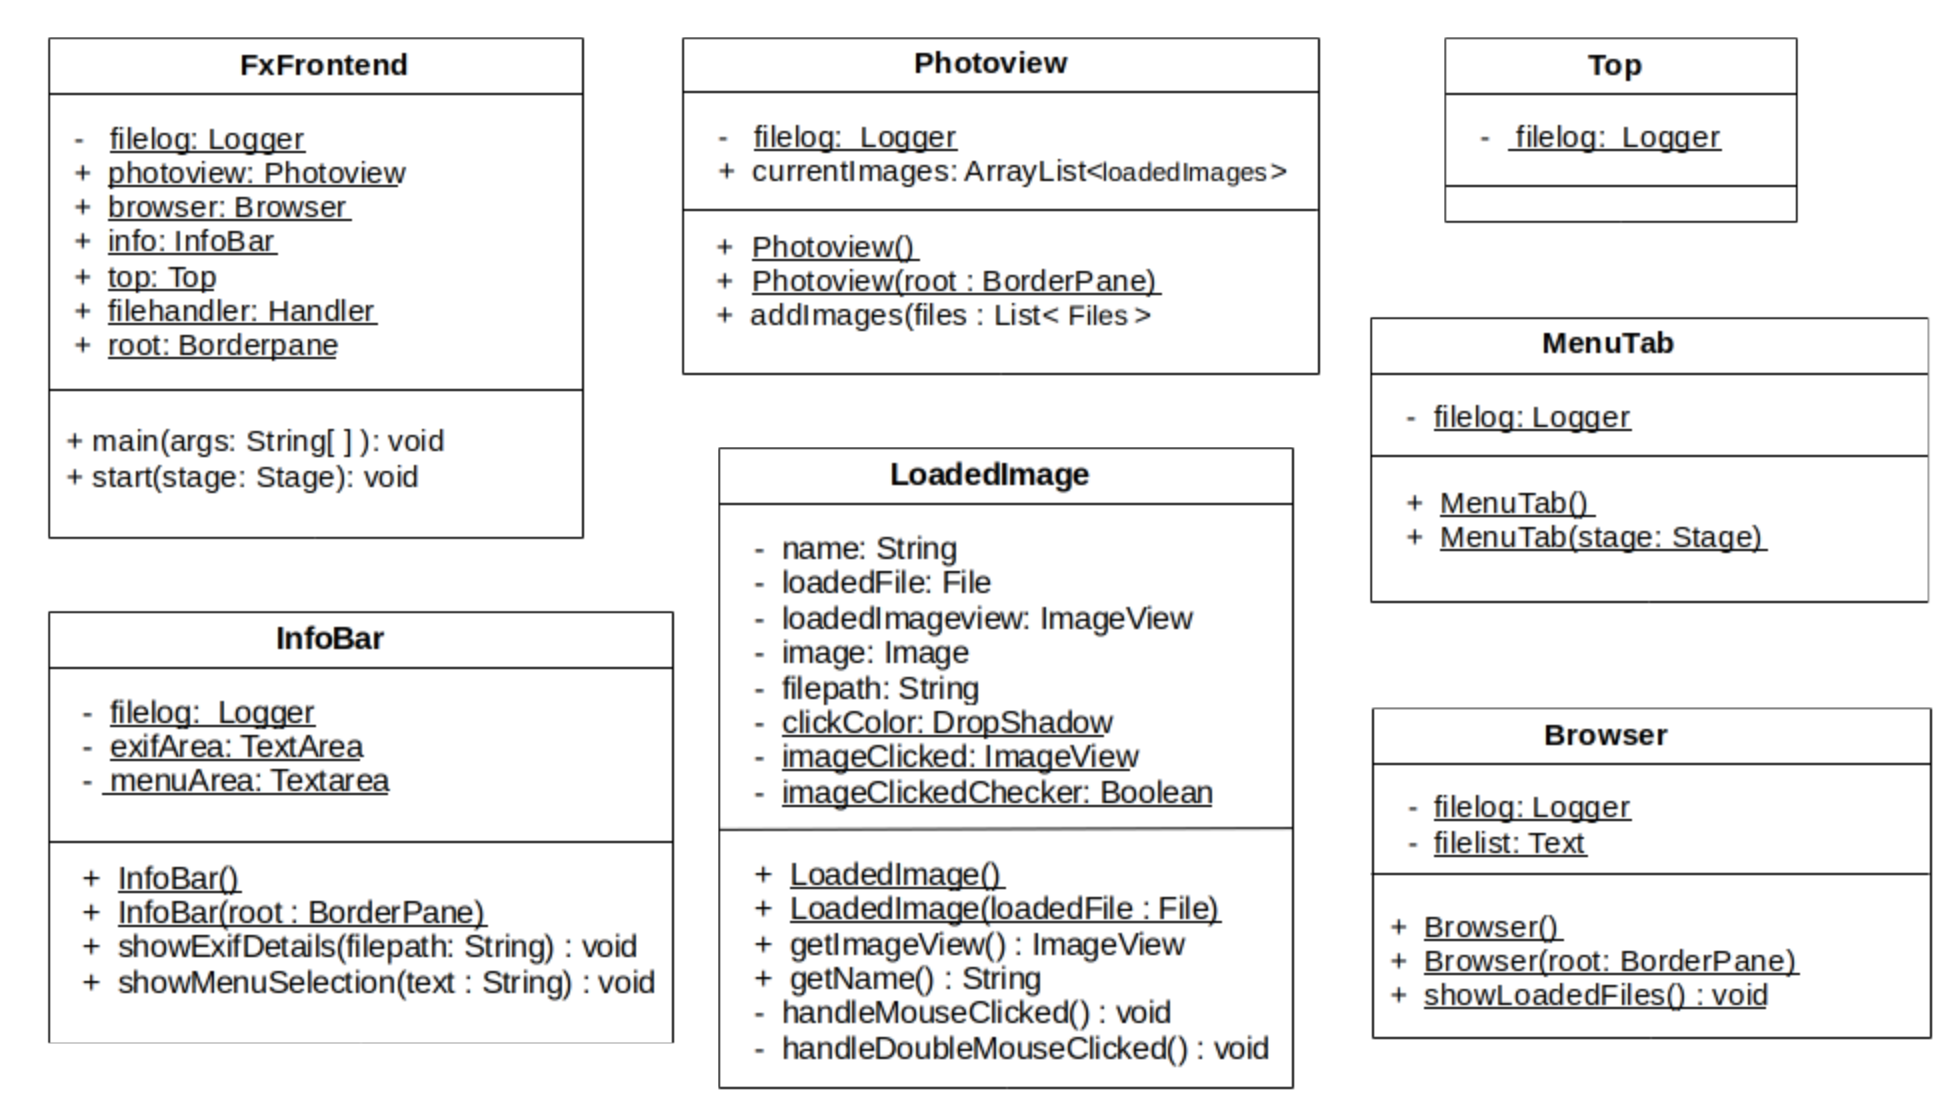 FxFrontend
- filelog: Logger
+ photoview: Photoview
+ browser: Browser
+ info: InfoBar
+ top: Top
+ filehandler: Handler
+ root: Borderpane
+ main(args: String[ ] ): void
+ start(stage: Stage): void
Photoview
- filelog: Logger
+ currentImages: ArrayList<loadedImages>
+ Photoview()
+ Photoview(root : BorderPane)
+ addImages(files : List< Files >
Top
- filelog: Logger
MenuTab
- filelog: Logger
+ MenuTab()
+ MenuTab(stage: Stage)
InfoBar
- filelog: Logger
- exifArea: TextArea
- menuArea: Textarea
+ InfoBar()
+ InfoBar(root : BorderPane)
+ showExifDetails(filepath: String) : void
+ showMenuSelection(text : String) : void
LoadedImage
- name: String
- loadedFile: File
- loadedImageview: ImageView
- image: Image
- filepath: String
- clickColor: DropShadow
- imageClicked: ImageView
- imageClickedChecker: Boolean
+ LoadedImage()
+ LoadedImage(loadedFile : File)
+ getImageView() : ImageView
+ getName() : String
- handleMouseClicked() : void
- handleDoubleMouseClicked() : void
Browser
- filelog: Logger
- filelist: Text
+ Browser()
+ Browser(root: BorderPane)
+ showLoadedFiles() : void